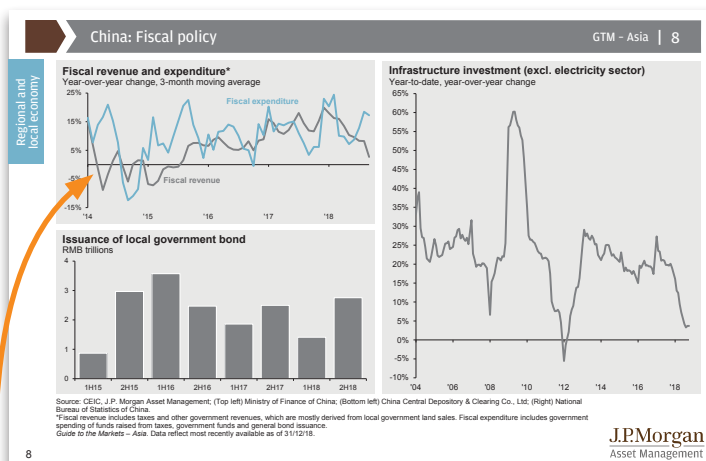 China: Fiscal policy
GTM – Asia | 8
Regional and
local economy
Fiscal revenue and expenditure*
Year-over-year change, 3-month moving average
25%
15%
5%
-5%
-15%
Fiscal expenditure
Fiscal revenue
'14 '15 '16 '17 '18
Issuance of local government bond
RMB trillions
4
3
2
1
0
1H15 2H15 1H16 2H16 1H17 2H17 1H18 2H18
Infrastructure investment (excl. electricity sector)
Year-to-date, year-over-year change
65%
60%
55%
50%
45%
40%
35%
30%
25%
20%
15%
10%
5%
0%
-5%
-10%
'04 '06 '08 '10 '12 '14 '16 '18
Source: CEIC, J.P. Morgan Asset Management; (Top left) Ministry of Finance of China; (Bottom left) China Central Depository & Clearing Co., Ltd; (Right) National
Bureau of Statistics of China.
*Fiscal revenue includes taxes and other government revenues, which are mostly derived from local government land sales. Fiscal expenditure includes government
spending of funds raised from taxes, government funds and general bond issuance.
Guide to the Markets – Asia. Data reflect most recently available as of 31/12/18.
8
J.P.Morgan
Asset Management